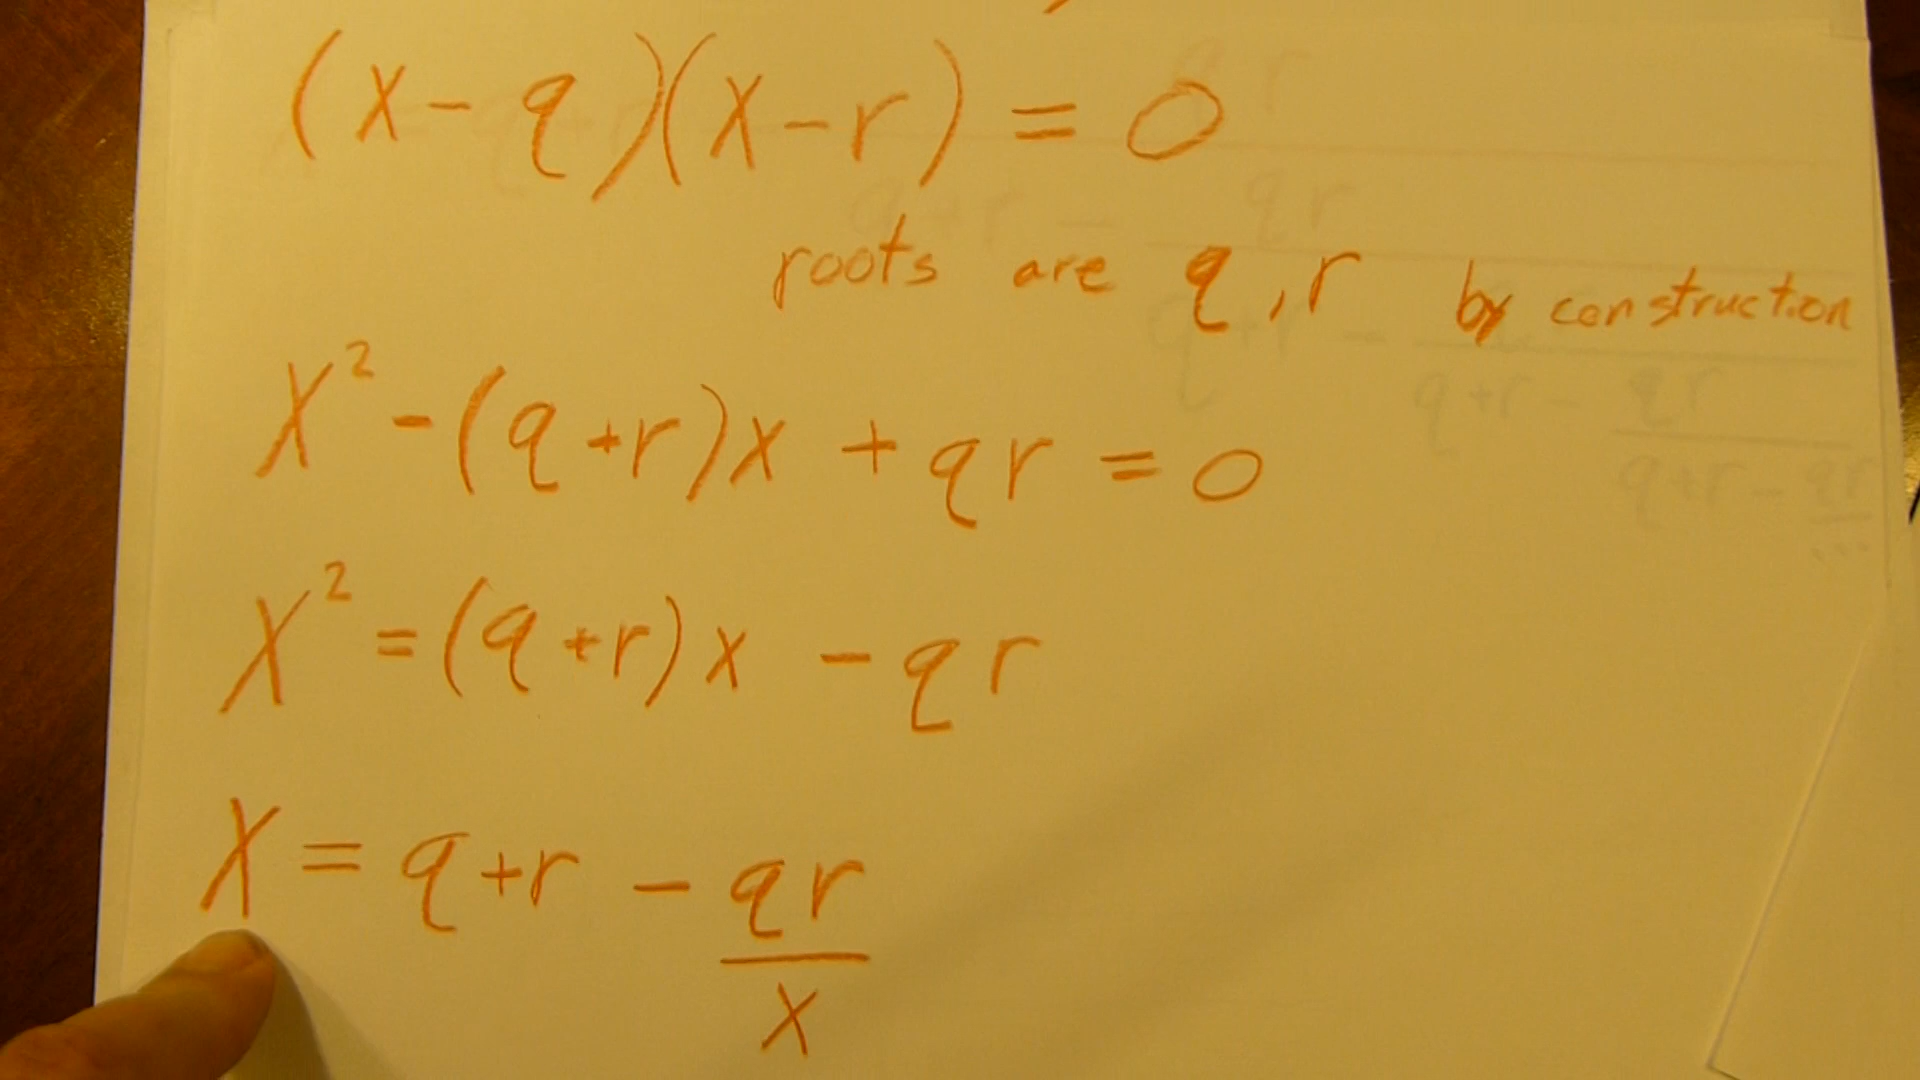 (x - q)(x - r) = 0
roots are q, r by construction
x² - (q + r)x + qr = 0
x² = (q + r)x - qr
x = q + r - qr
x